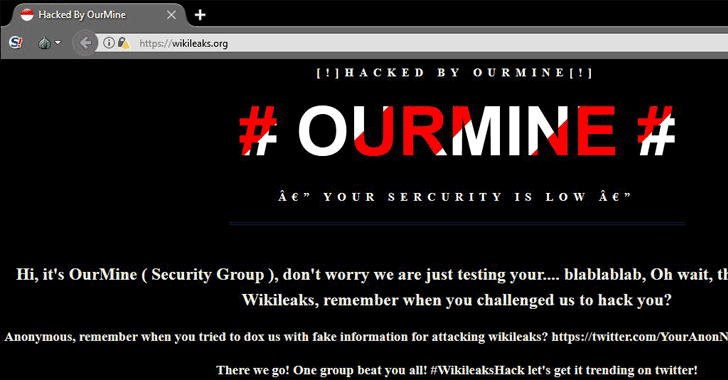 Hacked By OurMine
https://wikileaks.org
[!]HACKED BY OURMINE[!]
# OURMINE #
— YOUR SERCURITY IS LOW —
Hi, it's OurMine ( Security Group ), don't worry we are just testing your.... blablablab, Oh wait,
Wikileaks, remember when you challenged us to hack you?
Anonymous, remember when you tried to dox us with fake information for attacking wikileaks? https://twitter.com/YourAnonN
There we go! One group beat you all! #WikileaksHack let's get it trending on twitter!